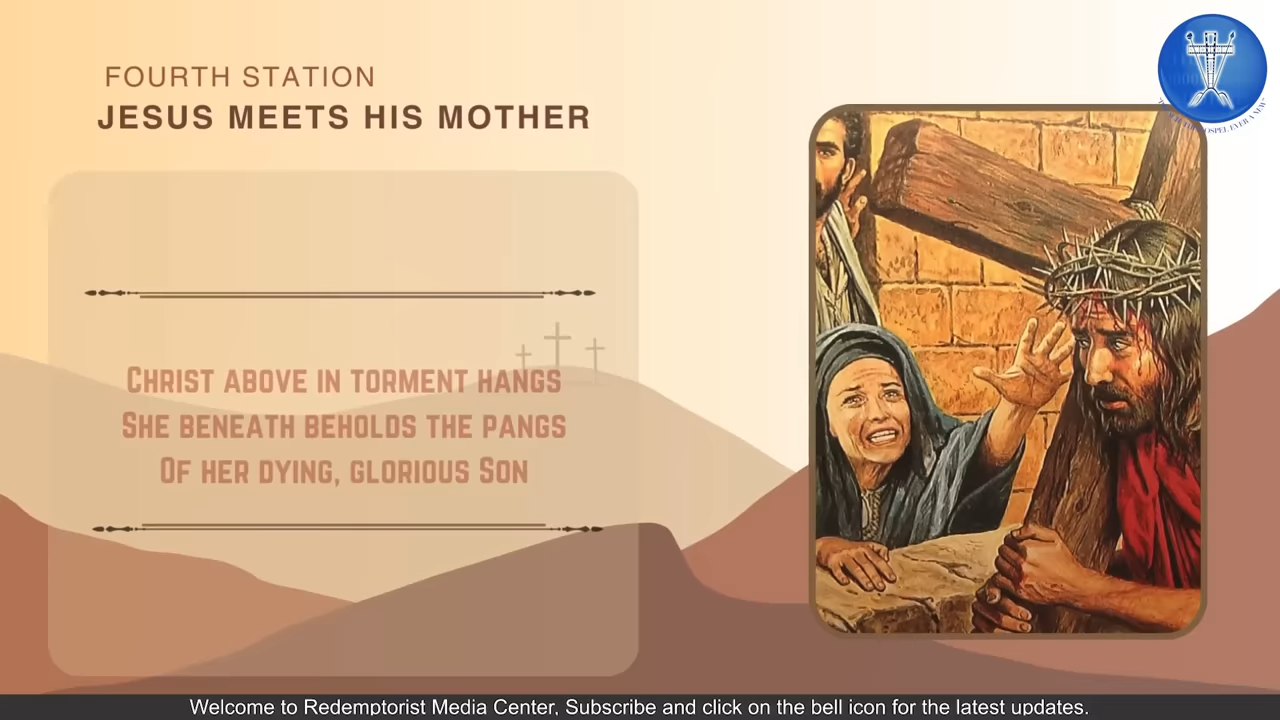 FOURTH STATION
JESUS MEETS HIS MOTHER
CHRIST ABOVE IN TORMENT HANGS
SHE BENEATH BEHOLDS THE PANGS
OF HER DYING, GLORIOUS SON
Welcome to Redemptorist Media Center, Subscribe and click on the bell icon for the latest updates.